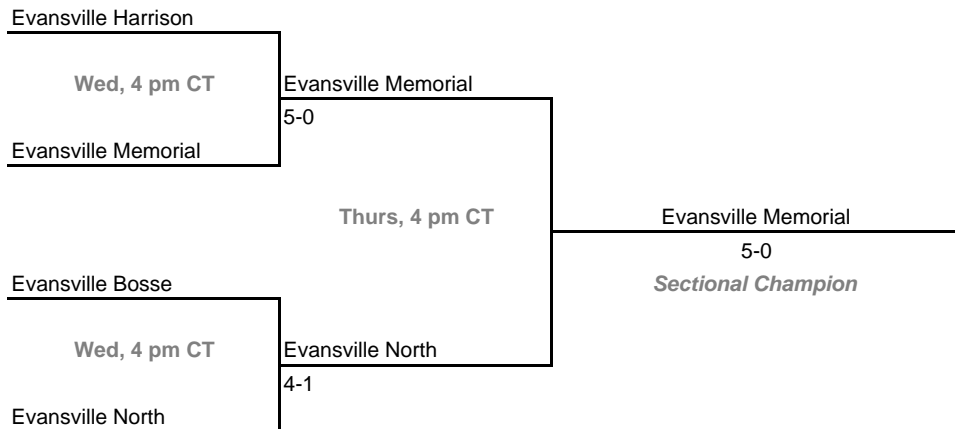 Evansville Harrison
Wed, 4 pm CT
Evansville Memorial
5-0
Evansville Memorial
Thurs, 4 pm CT
Evansville Memorial
5-0
Sectional Champion
Evansville Bosse
Wed, 4 pm CT
Evansville North
4-1
Evansville North